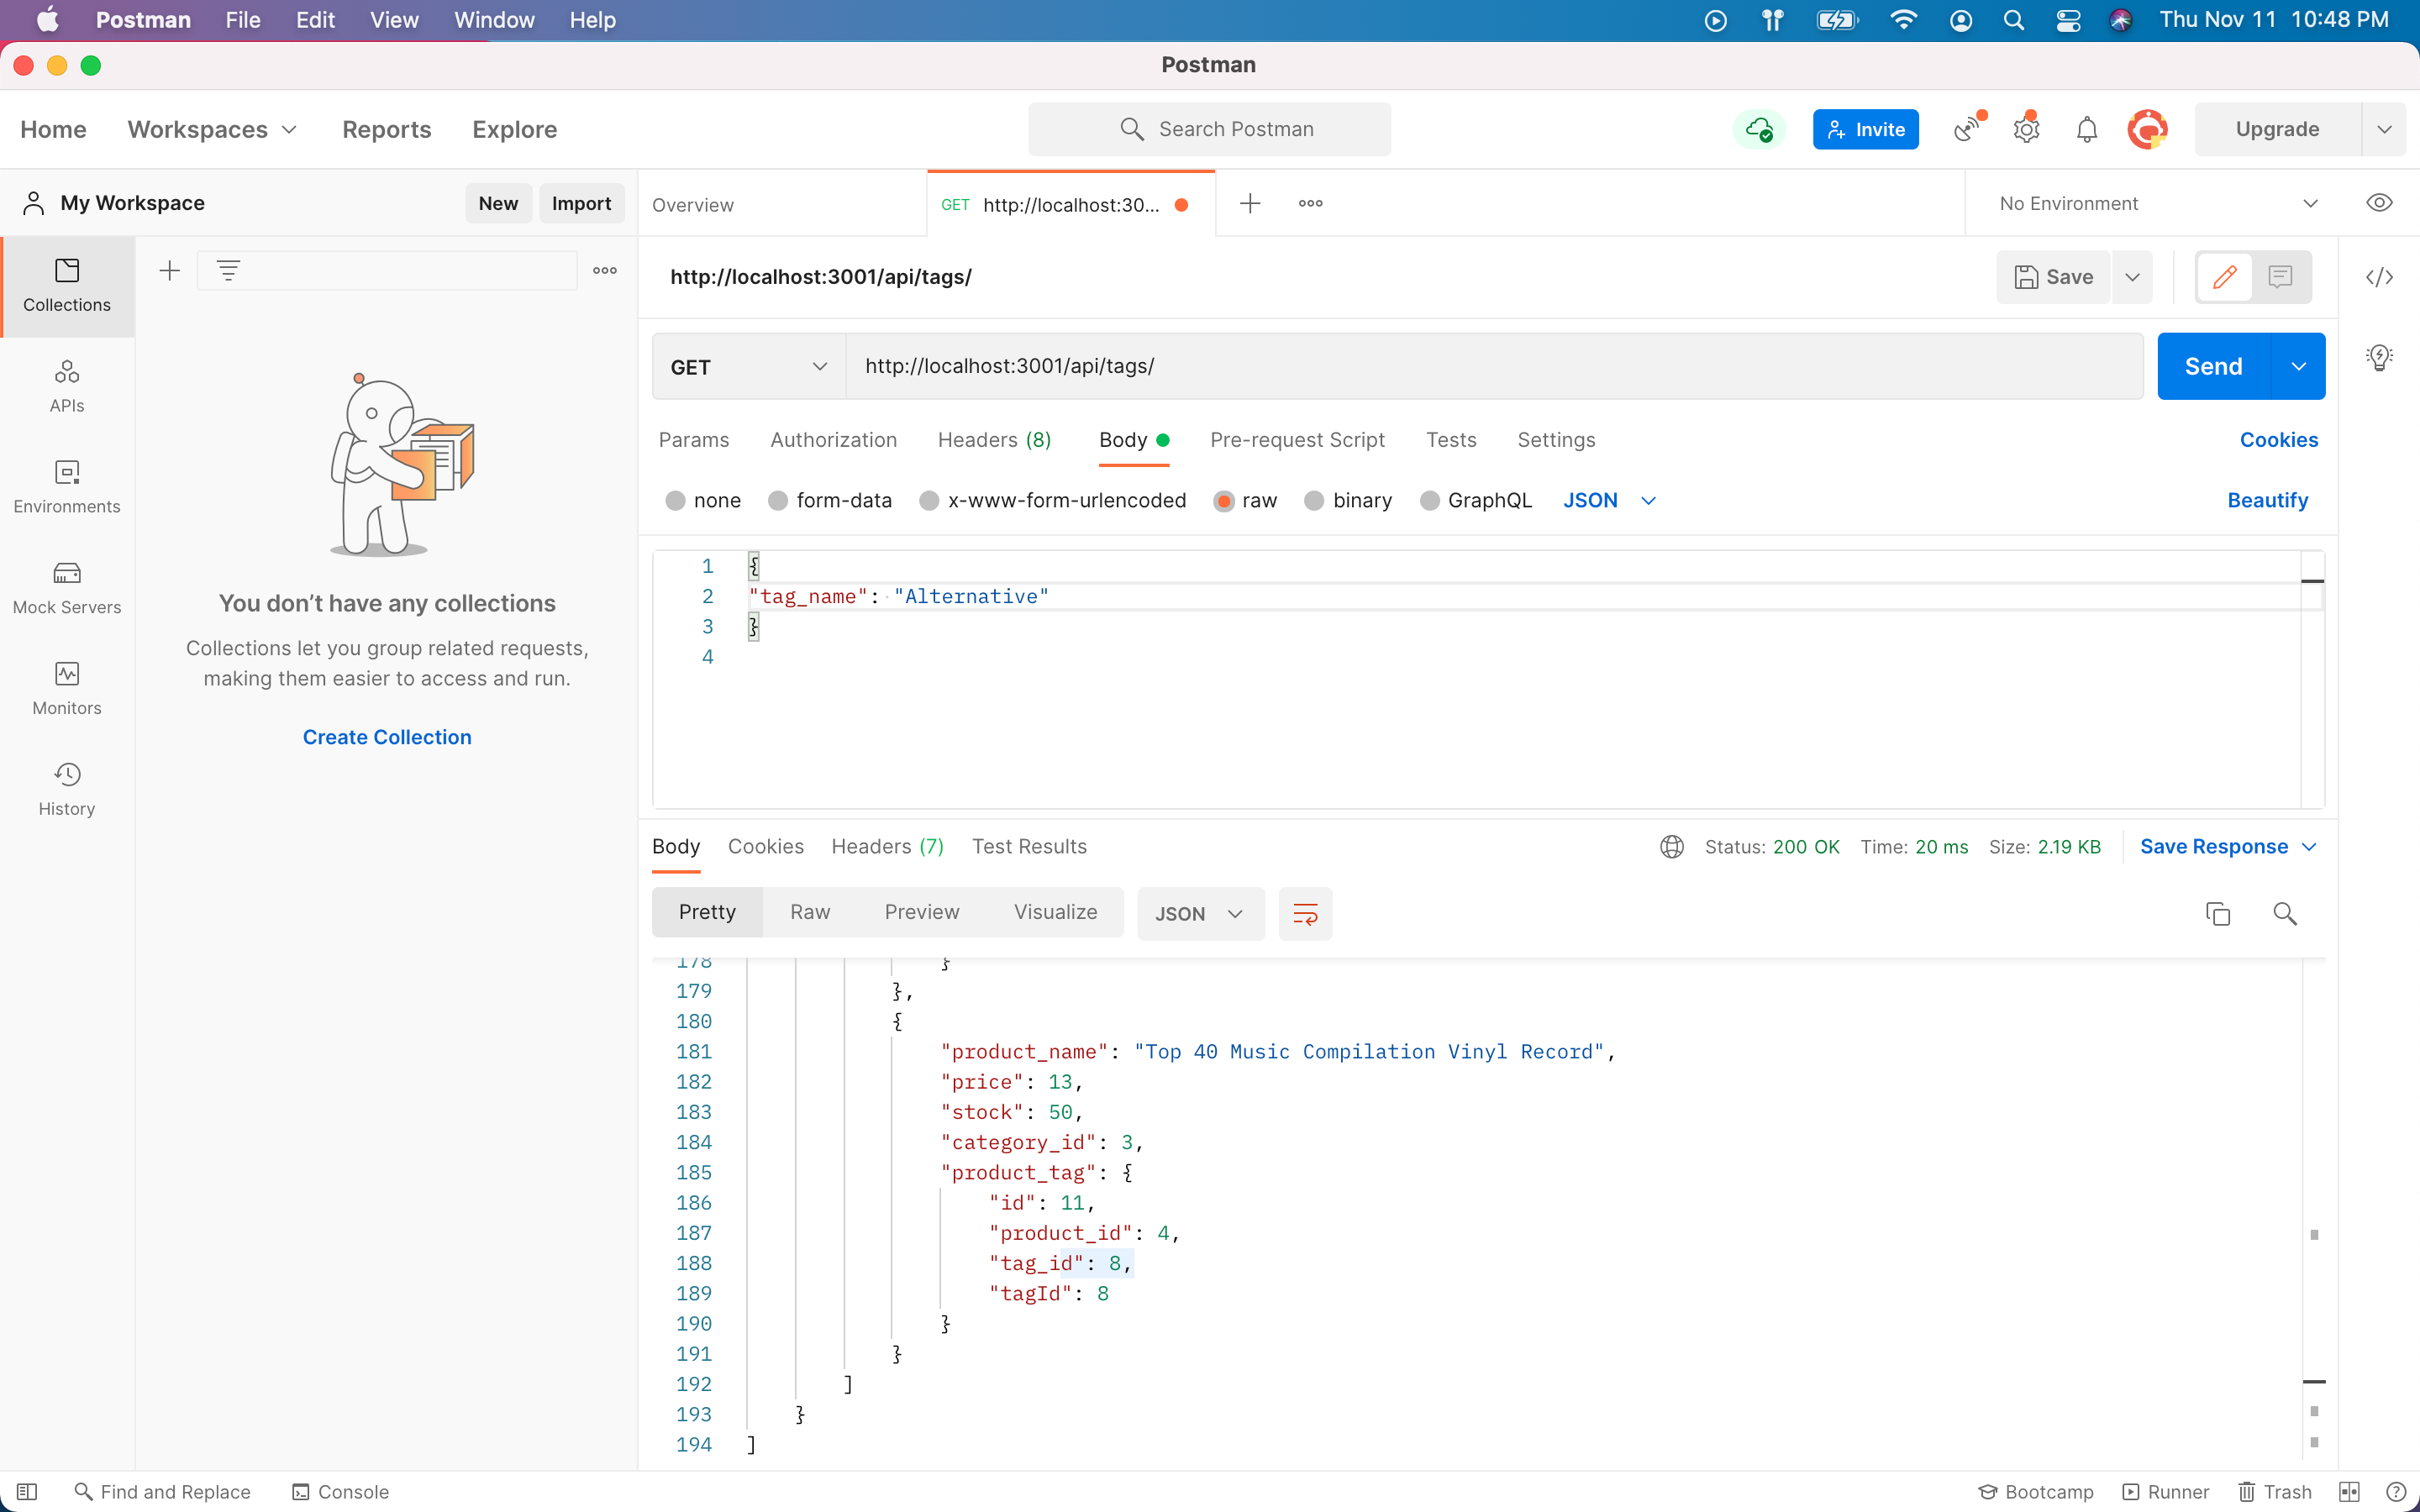 Postman File Edit View Window Help Thu Nov 11 10:48 PM
Postman
Home Workspaces Reports Explore Search Postman Invite Upgrade
My Workspace New Import Overview GET http://localhost:30... No Environment
Collections
http://localhost:3001/api/tags/ Save
GET http://localhost:3001/api/tags/ Send
APIs
Params Authorization Headers (8) Body Pre-request Script Tests Settings Cookies
Environments
none form-data x-www-form-urlencoded raw binary GraphQL JSON Beautify
Mock Servers
Monitors
History
You don’t have any collections
Collections let you group related requests,
making them easier to access and run.
Create Collection
1 {
2 "tag_name": "Alternative"
3 }
4
Body Cookies Headers (7) Test Results Status: 200 OK Time: 20 ms Size: 2.19 KB Save Response
Pretty Raw Preview Visualize JSON
178 }
179 },
180 {
181 "product_name": "Top 40 Music Compilation Vinyl Record",
182 "price": 13,
183 "stock": 50,
184 "category_id": 3,
185 "product_tag": {
186 "id": 11,
187 "product_id": 4,
188 "tag_id": 8,
189 "tagId": 8
190 }
191 }
192 ]
193 }
194 ]
Find and Replace Console Bootcamp Runner Trash